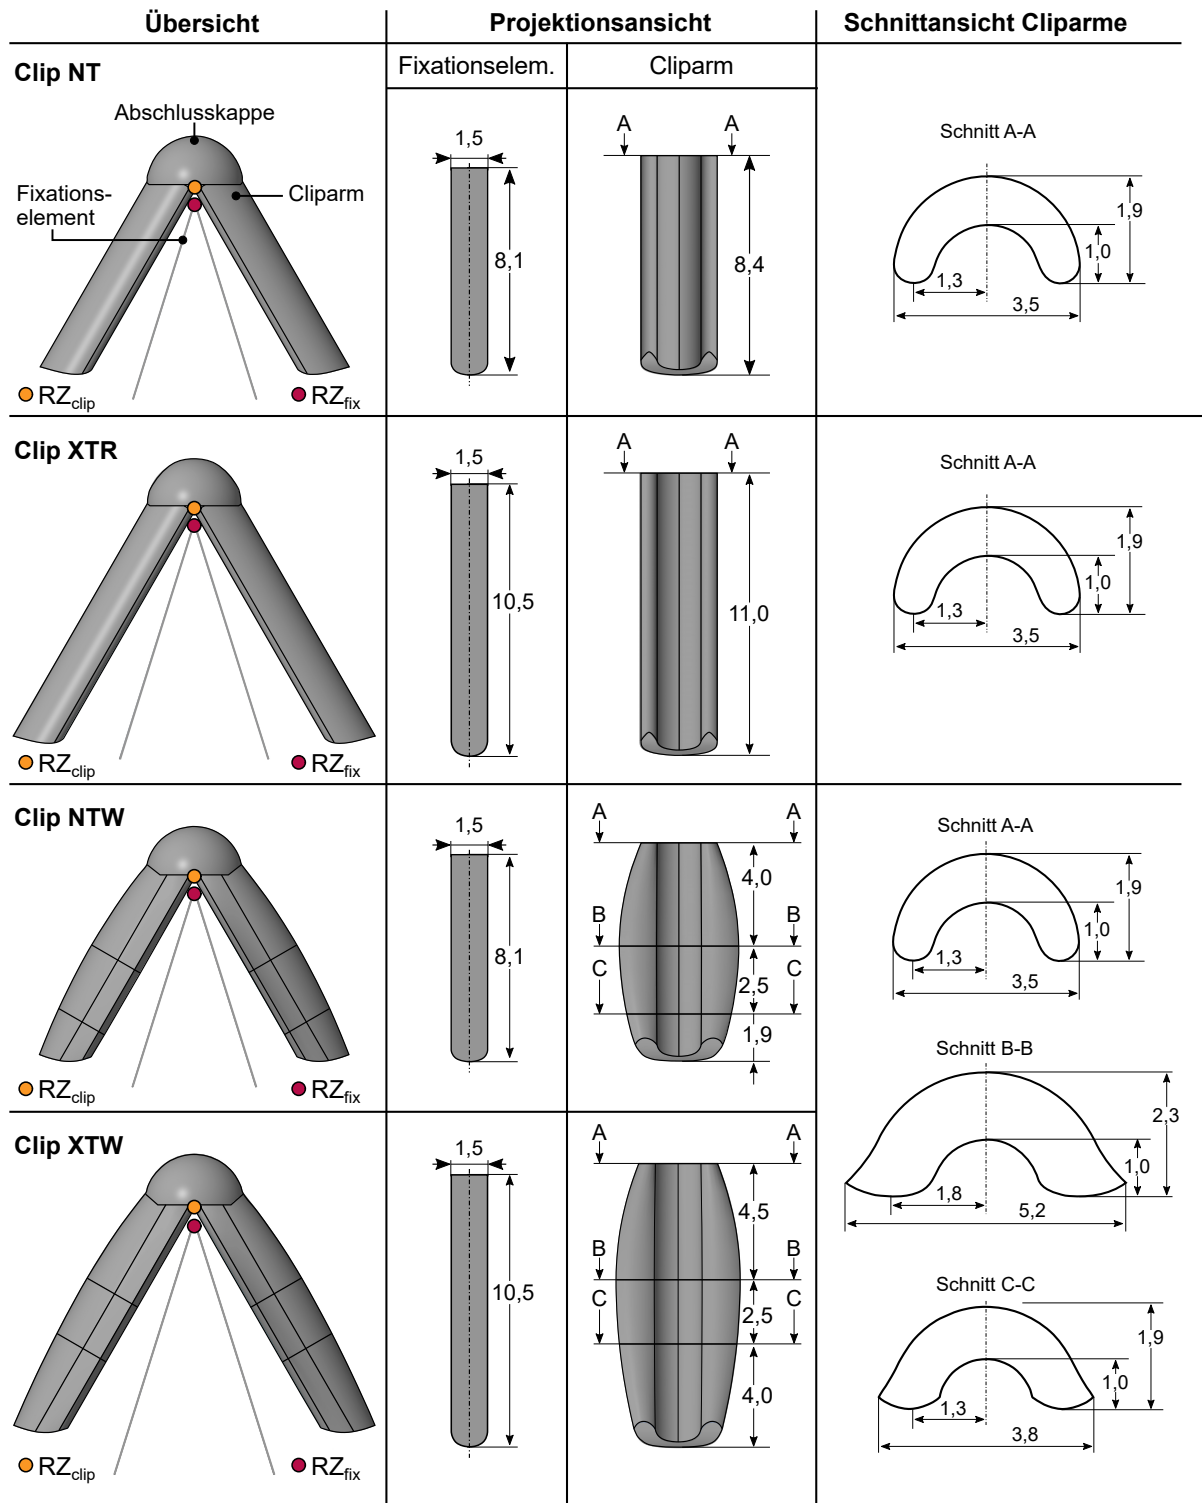 Übersicht
Projektionsansicht
Schnittansicht Cliparme
Fixationselem.
Cliparm
Clip NT
Abschlusskappe
Fixations-
element
Cliparm
RZclip
RZfix
1,5
8,1
A
A
8,4
Schnitt A-A
1,9
1,0
1,3
3,5
Clip XTR
RZclip
RZfix
1,5
10,5
A
A
11,0
Schnitt A-A
1,9
1,0
1,3
3,5
Clip NTW
RZclip
RZfix
1,5
8,1
A
A
4,0
B
B
C
C
2,5
1,9
Schnitt A-A
1,9
1,0
1,3
3,5
Schnitt B-B
2,3
1,0
1,8
5,2
Clip XTW
RZclip
RZfix
1,5
10,5
A
A
4,5
B
B
C
C
2,5
4,0
Schnitt C-C
1,9
1,0
1,3
3,8